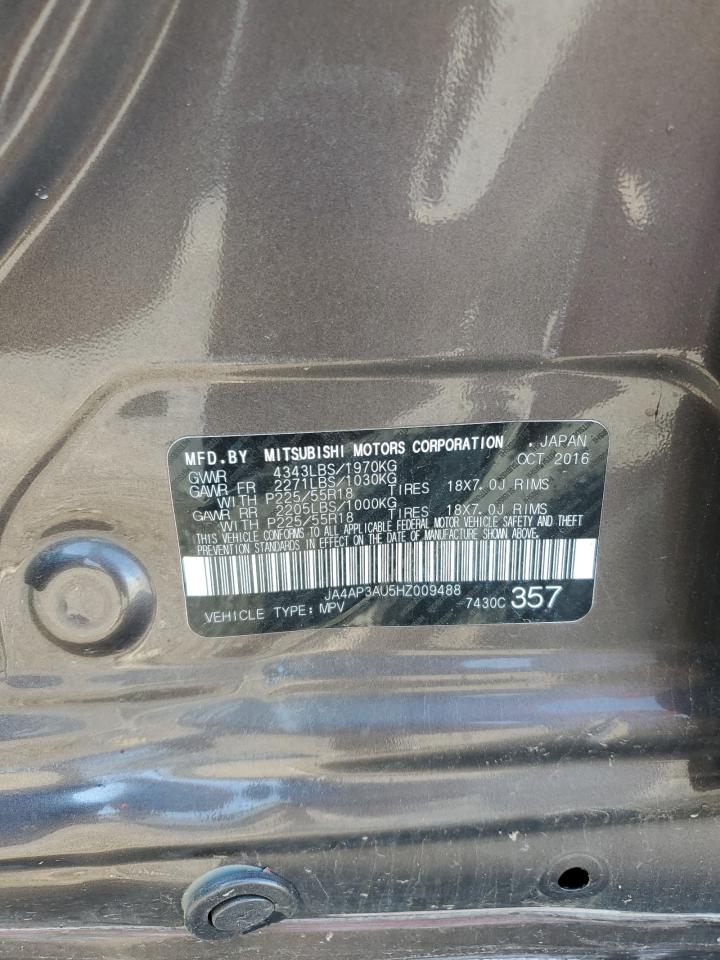 MFD.BY MITSUBISHI MOTORS CORPORATION , JAPAN
GVWR 4343LBS/1970KG OCT 2016
GAWR FR 2271LBS/1030KG
WITH P225/55R18 TIRES 18X7.0J RIMS
GAWR RR 2205LBS/1000KG
WITH P225/55R18 TIRES 18X7.0J RIMS
THIS VEHICLE CONFORMS TO ALL APPLICABLE FEDERAL MOTOR VEHICLE SAFETY AND THEFT
PREVENTION STANDARDS IN EFFECT ON THE DATE OF MANUFACTURE SHOWN ABOVE.
JA4AP3AU5HZ009488
VEHICLE TYPE: MPV 7430C 357